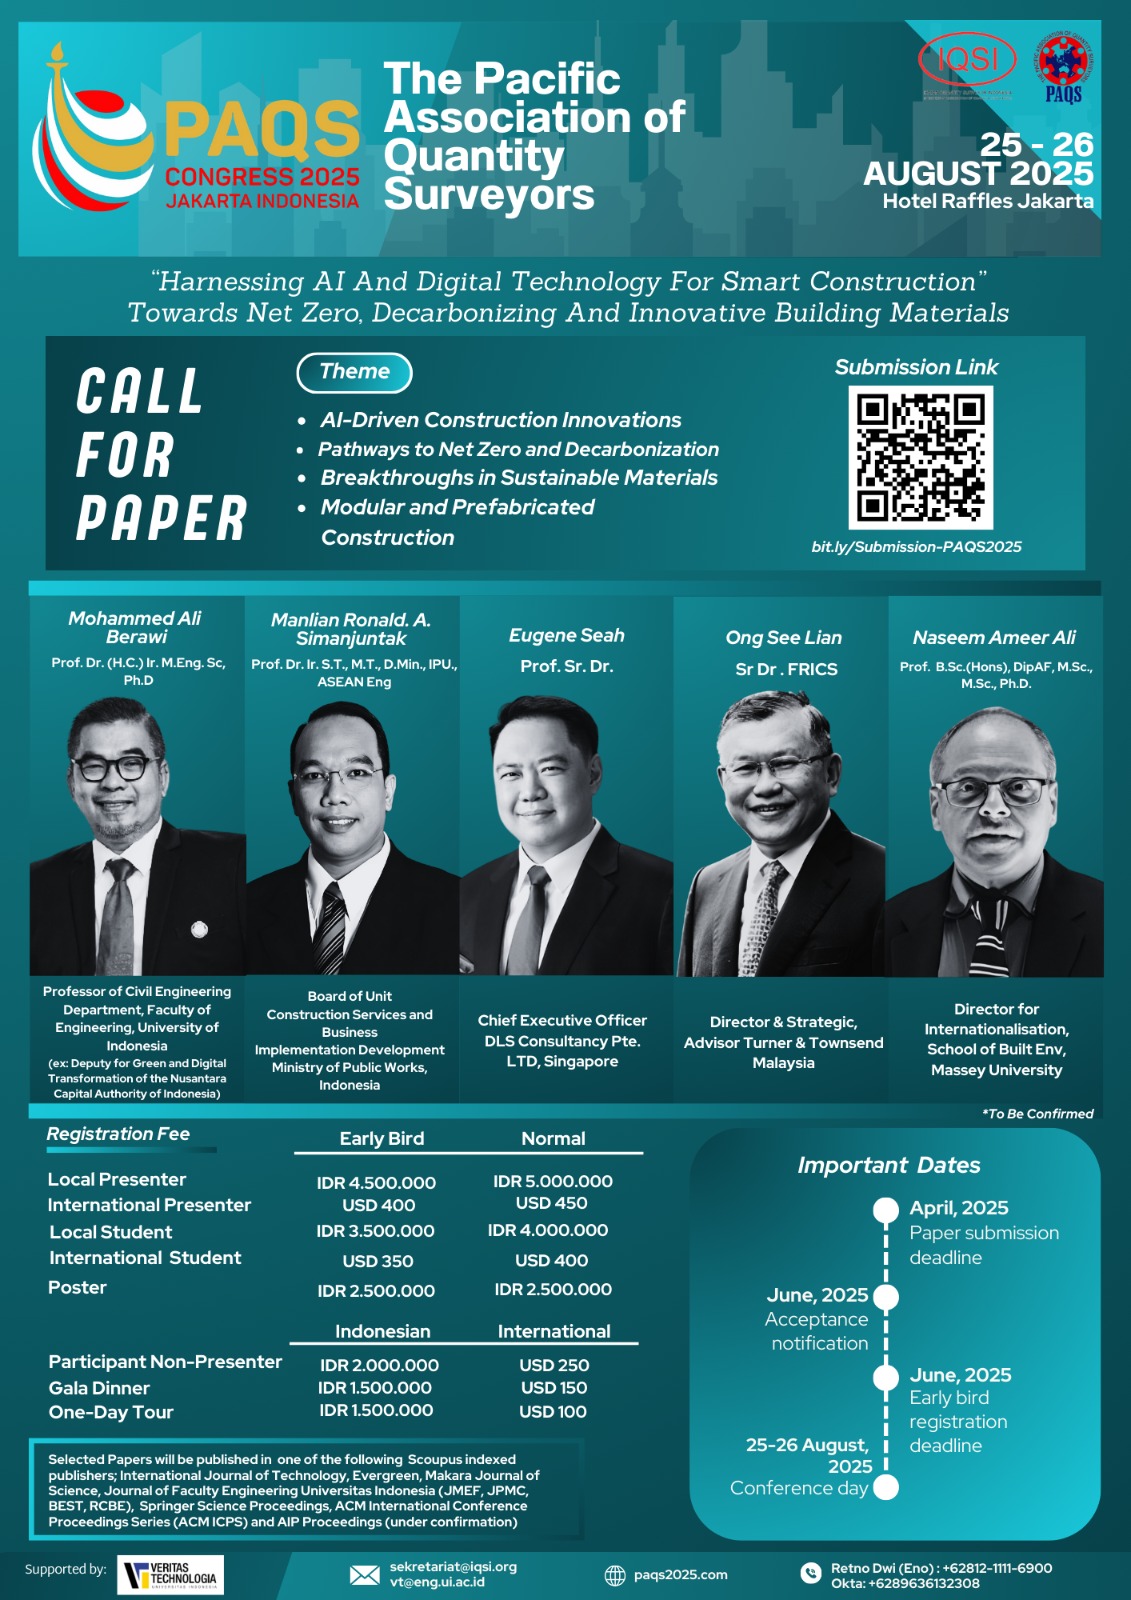 PAQS
CONGRESS 2025
JAKARTA INDONESIA
The Pacific
Association of
Quantity
Surveyors
IQSI
PAQS
25 - 26
AUGUST 2025
Hotel Raffles Jakarta
“Harnessing AI And Digital Technology For Smart Construction”
Towards Net Zero, Decarbonizing And Innovative Building Materials
CALL
FOR
PAPER
Theme
• AI-Driven Construction Innovations
• Pathways to Net Zero and Decarbonization
• Breakthroughs in Sustainable Materials
• Modular and Prefabricated
Construction
Submission Link
bit.ly/Submission-PAQS2025
Mohammed Ali
Berawi
Prof. Dr. (H.C.) Ir. M.Eng. Sc,
Ph.D
Professor of Civil Engineering
Department, Faculty of
Engineering, University of
Indonesia
(ex: Deputy for Green and Digital
Transformation of the Nusantara
Capital Authority of Indonesia)
Manlian Ronald. A.
Simanjuntak
Prof. Dr. Ir. S.T., M.T., D.Min., IPU.,
ASEAN Eng
Board of Unit
Construction Services and
Business
Implementation Development
Ministry of Public Works,
Indonesia
Eugene Seah
Prof. Sr. Dr.
Chief Executive Officer
DLS Consultancy Pte.
LTD, Singapore
Ong See Lian
Sr Dr . FRICS
Director & Strategic,
Advisor Turner & Townsend
Malaysia
Naseem Ameer Ali
Prof. B.Sc.(Hons), DipAF, M.Sc.,
M.Sc., Ph.D.
Director for
Internationalisation,
School of Built Env,
Massey University
*To Be Confirmed
Registration Fee
Early Bird Normal
Local Presenter IDR 4.500.000 IDR 5.000.000
International Presenter USD 400 USD 450
Local Student IDR 3.500.000 IDR 4.000.000
International Student USD 350 USD 400
Poster IDR 2.500.000 IDR 2.500.000
Indonesian International
Participant Non-Presenter IDR 2.000.000 USD 250
Gala Dinner IDR 1.500.000 USD 150
One-Day Tour IDR 1.500.000 USD 100
Selected Papers will be published in one of the following Scoupus indexed
publishers; International Journal of Technology, Evergreen, Makara Journal of
Science, Journal of Faculty Engineering Universitas Indonesia (JMEF, JPMC,
BEST, RCBE), Springer Science Proceedings, ACM International Conference
Proceedings Series (ACM ICPS) and AIP Proceedings (under confirmation)
Important Dates
April, 2025
Paper submission
deadline
June, 2025
Acceptance
notification
June, 2025
Early bird
registration
deadline
25-26 August,
2025
Conference day
Supported by:
VERITAS
TECHNOLOGIA
UNIVERSITAS INDONESIA
sekretariat@iqsi.org
vt@eng.ui.ac.id
paqs2025.com
Retno Dwi (Eno) : +62812-1111-6900
Okta: +6289636132308